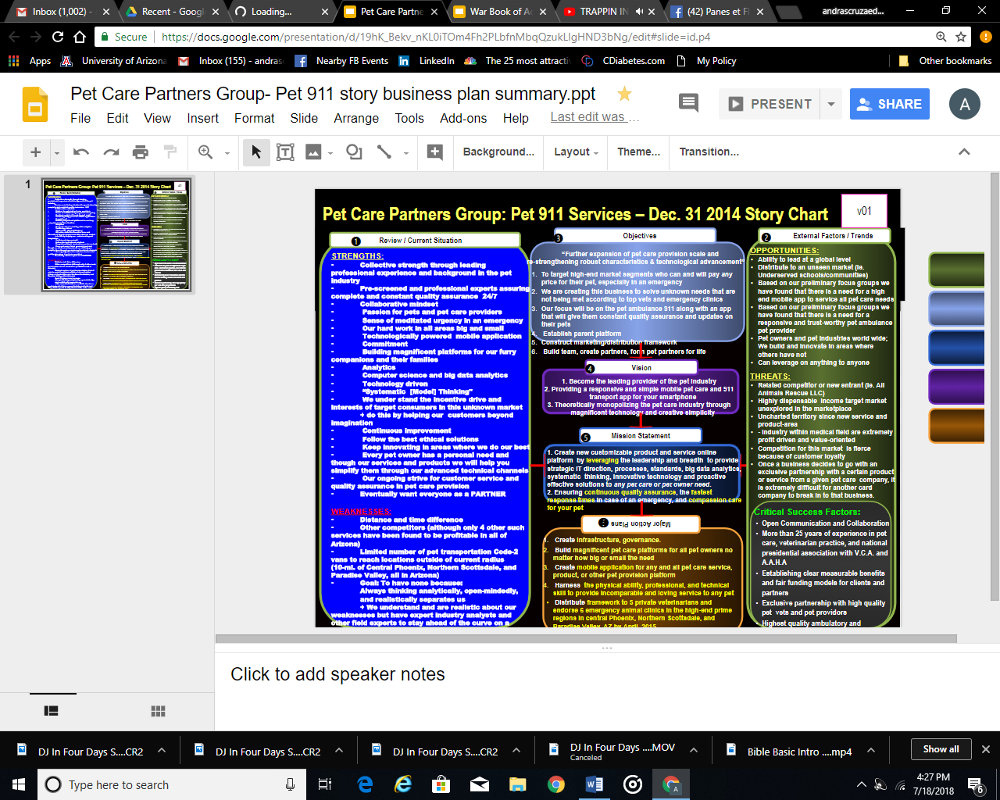 Inbox (1,002) -
Recent - Googl
Loading...
Pet Care Partne
War Book of Ac
TRAPPIN IN
(42) Panes et F
andrascruzaed...
Secure
https://docs.google.com/presentation/d/19hK_Bekv_nKL0iTOm4Fh2PLbfnMbqQzukLIgHND3bNg/edit#slide=id.p4
Apps
University of Arizona
Inbox (155) - andras
Nearby FB Events
LinkedIn
The 25 most attracti
CDiabetes.com
My Policy
Other bookmarks
Pet Care Partners Group- Pet 911 story business plan summary.ppt
PRESENT
SHARE
A
File Edit View Insert Format Slide Arrange Tools Add-ons Help Last edit was ...
Background... Layout Theme... Transition...
1
Pet Care Partners Group: Pet 911 Services – Dec. 31 2014 Story Chart
Pet Care Partners Group: Pet 911 Services – Dec. 31 2014 Story Chart
v01
1 Review / Current Situation
STRENGTHS:
- Collective strength through leading
professional experience and background in the pet
industry
- Pre-screened and professional experts assuring
complete and constant quality assurance 24/7
- Collaborative mindset
- Passion for pets and pet care providers
- Sense of meditated urgency in an emergency
- Our hard work in all areas big and small
- Technologically powered mobile application
- Commitment
- Building magnificent platforms for our furry
companions and their families
- Analytics
- Computer science and big data analytics
- Technology driven
- "Systematic [Model] Thinking"
- We under stand the incentive drive and
interests of target consumers in this unknown market
+ do this by helping our customers beyond
imagination
- Continuous improvement
- Follow the best ethical solutions
- Keep innovating in areas where we do our best
- Every pet owner has a personal need and
though our services and products we will help you
simplify them through our advanced technical channels
- Our ongoing strive for customer service and
quality assurance in pet care provision
- Eventually want everyone as a PARTNER
WEAKNESSES:
- Distance and time difference
- Other competitors (although only 4 other such
services have been found to be profitable in all of
Arizona)
- Limited number of pet transportation Code-2
vans to reach locations outside of current radius
(10-mi. of Central Phoenix, Northern Scottsdale, and
Paradise Valley, all in Arizona)
- Goal: To have none because:
Always thinking analytically, open-mindedly,
and realistically separates us
+ We understand and are realistic about our
weaknesses but have expert industry analysts and
other field experts to stay ahead of the curve on a
3 Objectives
"Further expansion of pet care provision scale and
re-strengthening robust characteristics & technological advancement"
1. To target high-end market segments who can and will pay any
price for their pet, especially in an emergency
2. We are creating this business to solve unknown needs that are
not being met according to top vets and emergency clinics
3. Our focus will be on the pet ambulance 911 along with an app
that will give them constant quality assurance and updates on
their pets
4. Establish parent platform
5. Construct marketing/distribution framework
6. Build team, create partners, form pet partners for life
4 Vision
1. Become the leading provider of the pet industry
2. Providing a responsive and simple mobile pet care and 911
transport app for your smartphone
3. Theoretically monopolizing the pet care industry through
magnificent technology and creative simplicity
5 Mission Statement
1. Create new customizable product and service online
platform by leveraging the leadership and breadth to provide
strategic IT direction, processes, standards, big data analytics,
systematic thinking, innovative technology and proactive
effective solutions to any pet care or pet owner need.
2. Ensuring continuous quality assurance, the fastest
response times in case of an emergency, and compassion care
for your pet
Major Action Plans
1. Create infrastructure, governance.
2. Build magnificent pet care platforms for all pet owners no
matter how big or small the need
3. Create mobile application for any and all pet care service,
product, or other pet provision platform
4. Harness the physical ability, professional, and technical
skill to provide incomparable and loving service to any pet
• Distribute framework to 5 private veterinarians and
endorse 6 emergency animal clinics in the high-end prime
regions in central Phoenix, Northern Scottsdale, and
Paradise Valley, AZ by April, 2015
2 External Factors / Trends
OPPORTUNITIES:
• Ability to lead at a global level
• Distribute to an unseen market (ie.
Underserved schools/communities)
• Based on our preliminary focus groups we
have found that there is a need for a high
end mobile app to service all pet care needs
• Based on our preliminary focus groups we
have found that there is a need for a
responsive and trust-worthy pet ambulance
pet provider
• Pet owners and pet industries world wide;
We build and innovate in areas where
others have not
• Can leverage on anything to anyone
THREATS:
• Related competitor or new entrant (ie. All
Animals Rescue LLC)
• Highly dispensable income target market
unexplored in the marketplace
• Uncharted territory since new service and
product-area
• - Industry within medical field are extremely
profit driven and value-oriented
• Competition for this market is fierce
because of customer loyalty
• Once a business decides to go with an
exclusive partnership with a certain product
or service from a given pet care company, it
is extremely difficult for another card
company to break in to that business.
Critical Success Factors:
• Open Communication and Collaboration
• More than 25 years of experience in pet
care, veterinarian practice, and national
presidential association with V.C.A. and
A.A.H.A
• Establishing clear measurable benefits
and fair funding models for clients and
partners
• Exclusive partnership with high quality
pet vets and pet providors
• Highest quality ambulatory and
Click to add speaker notes
DJ In Four Days S....CR2
DJ In Four Days S....CR2
DJ In Four Days S....CR2
DJ In Four Days ....MOV
Canceled
Bible Basic Intro ....mp4
Show all
Type here to search
4:27 PM
7/18/2018
6